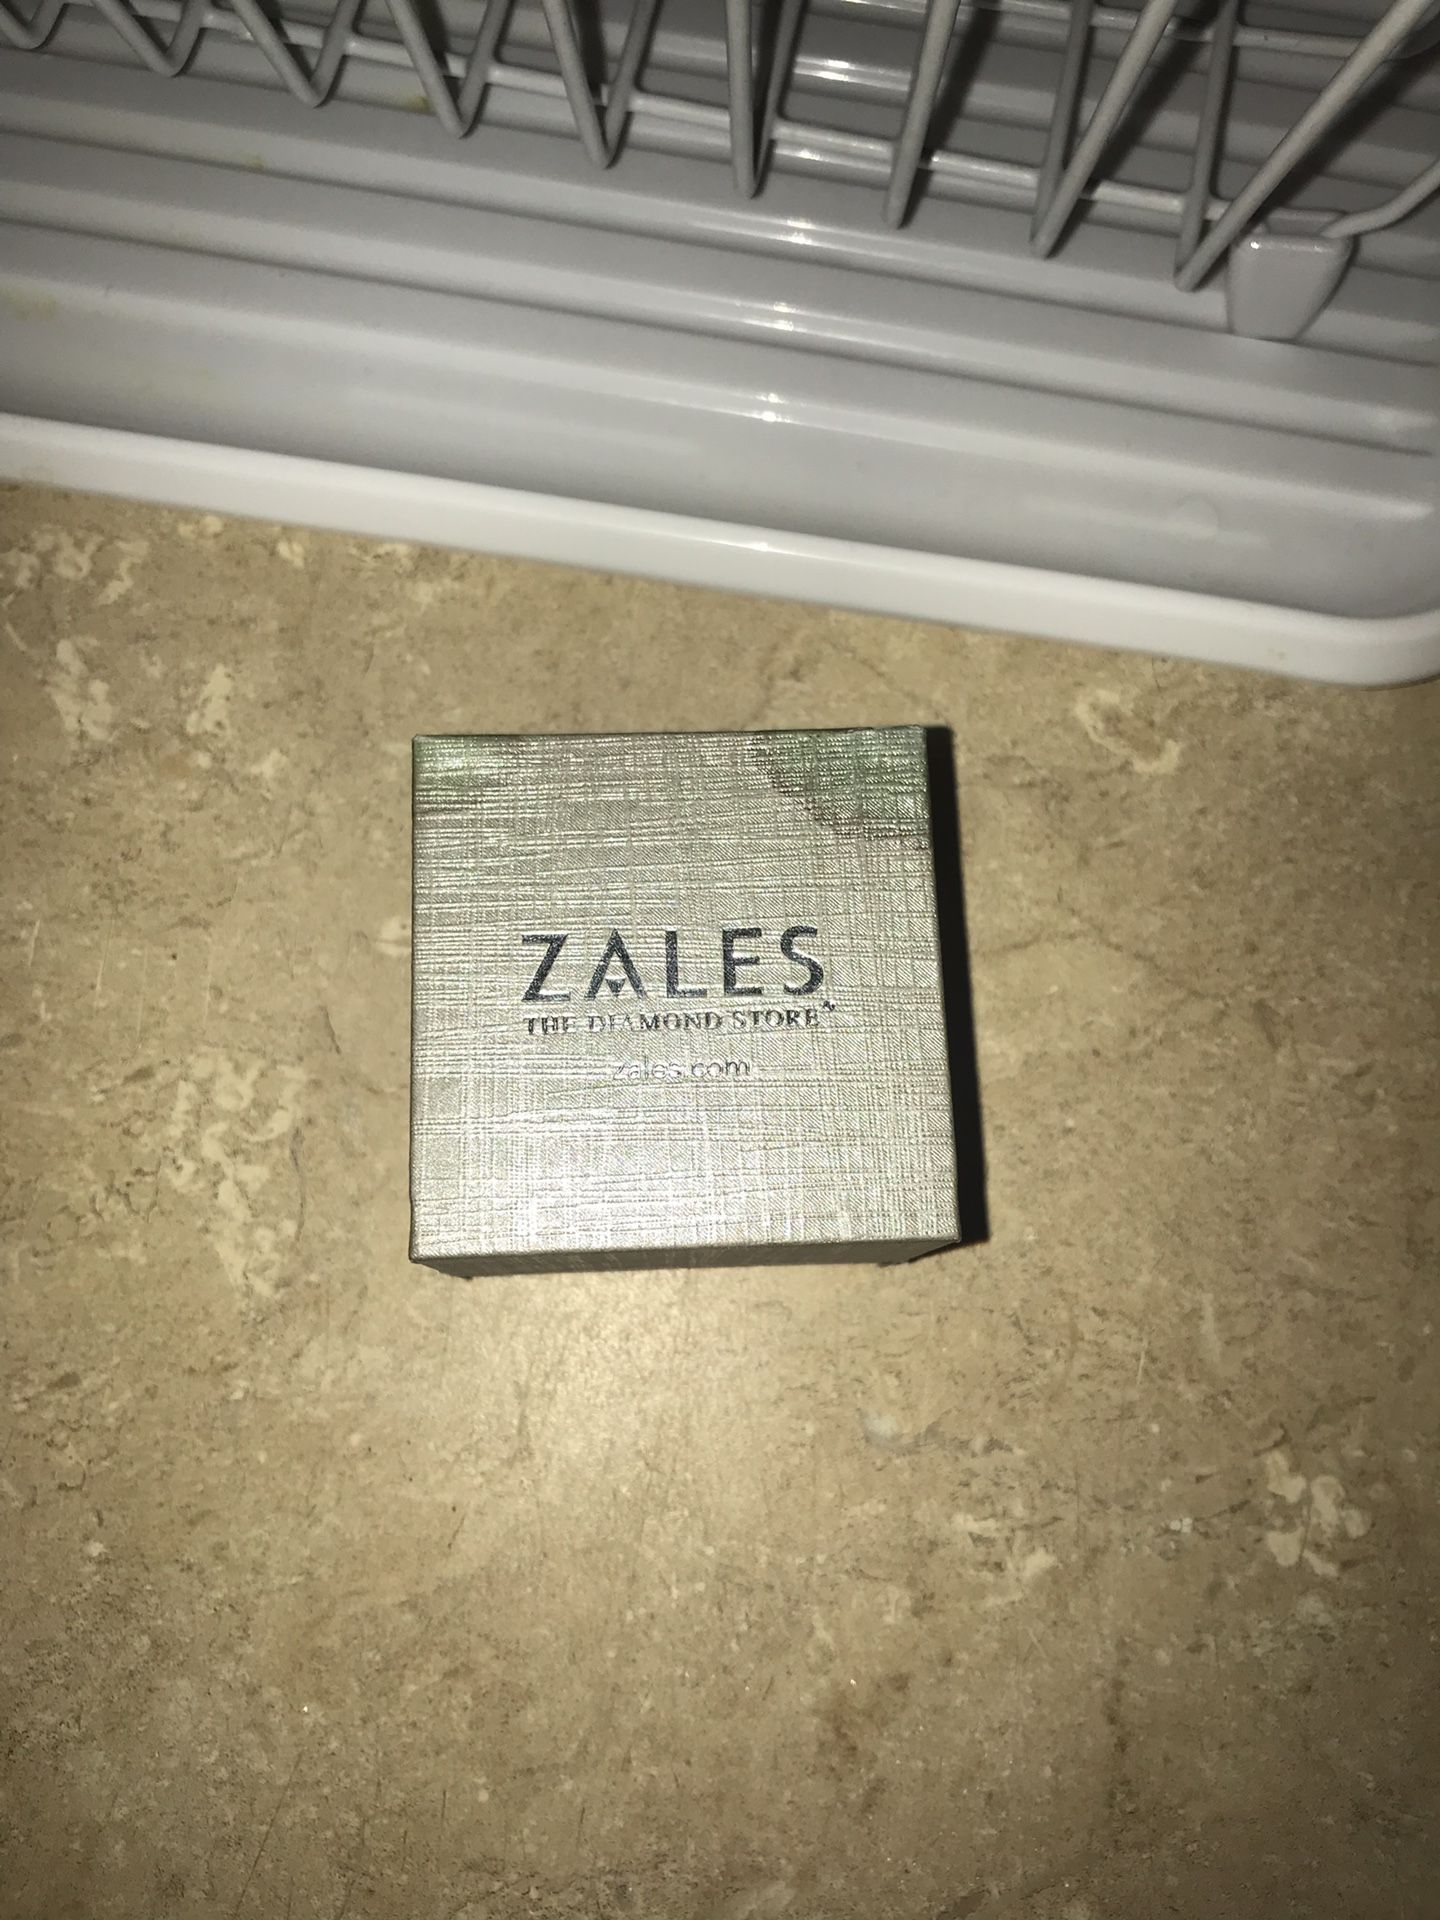 ZALES
THE DIAMOND STORE
zales.com